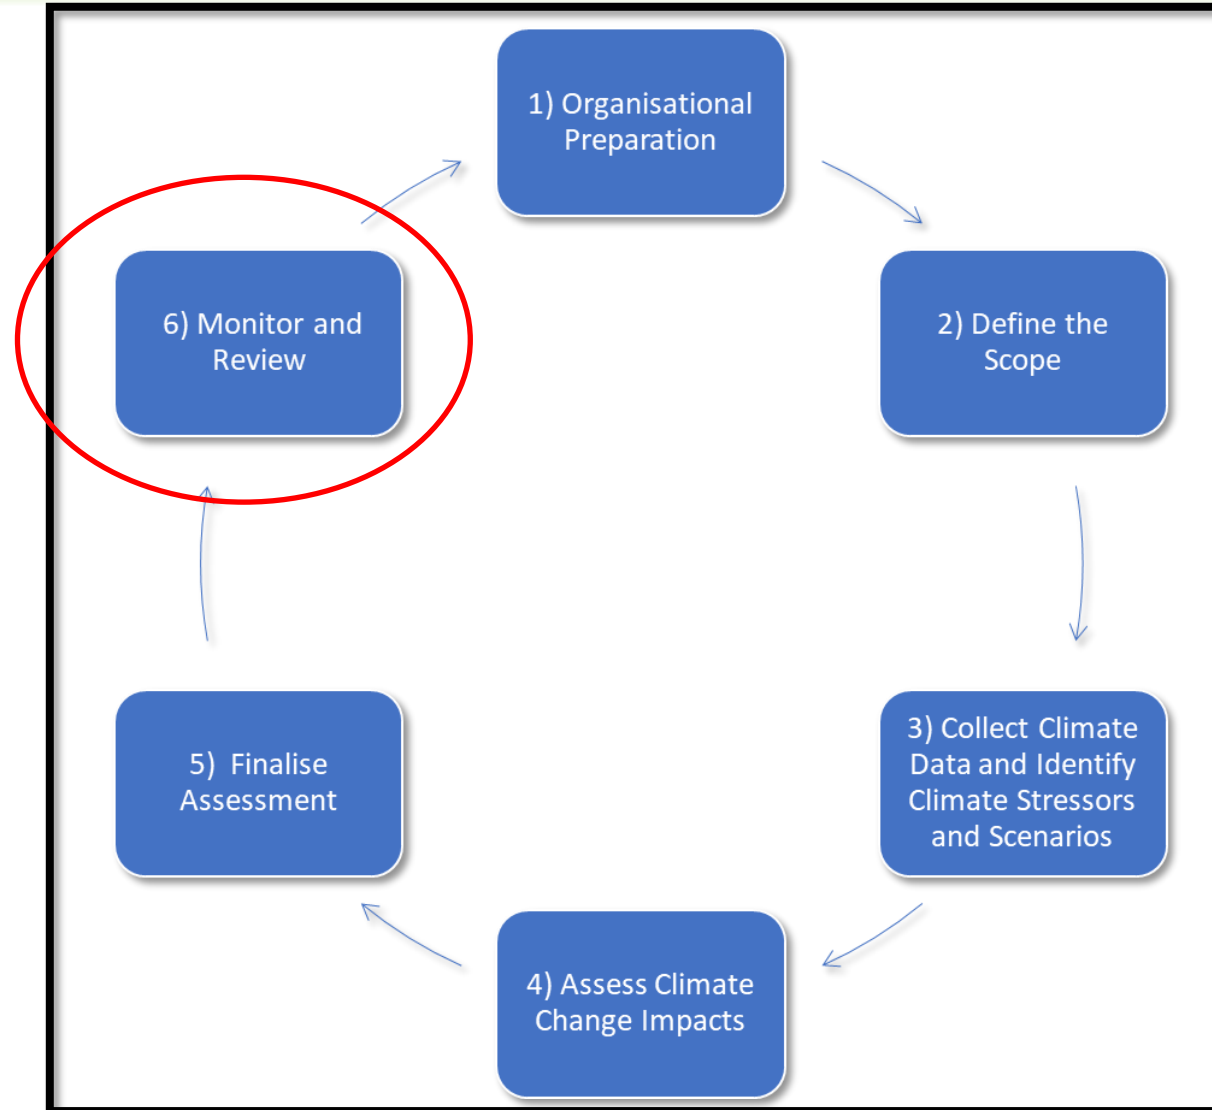 1) Organisational
Preparation
2) Define the
Scope
3) Collect Climate
Data and Identify
Climate Stressors
and Scenarios
4) Assess Climate
Change Impacts
5) Finalise
Assessment
6) Monitor and
Review